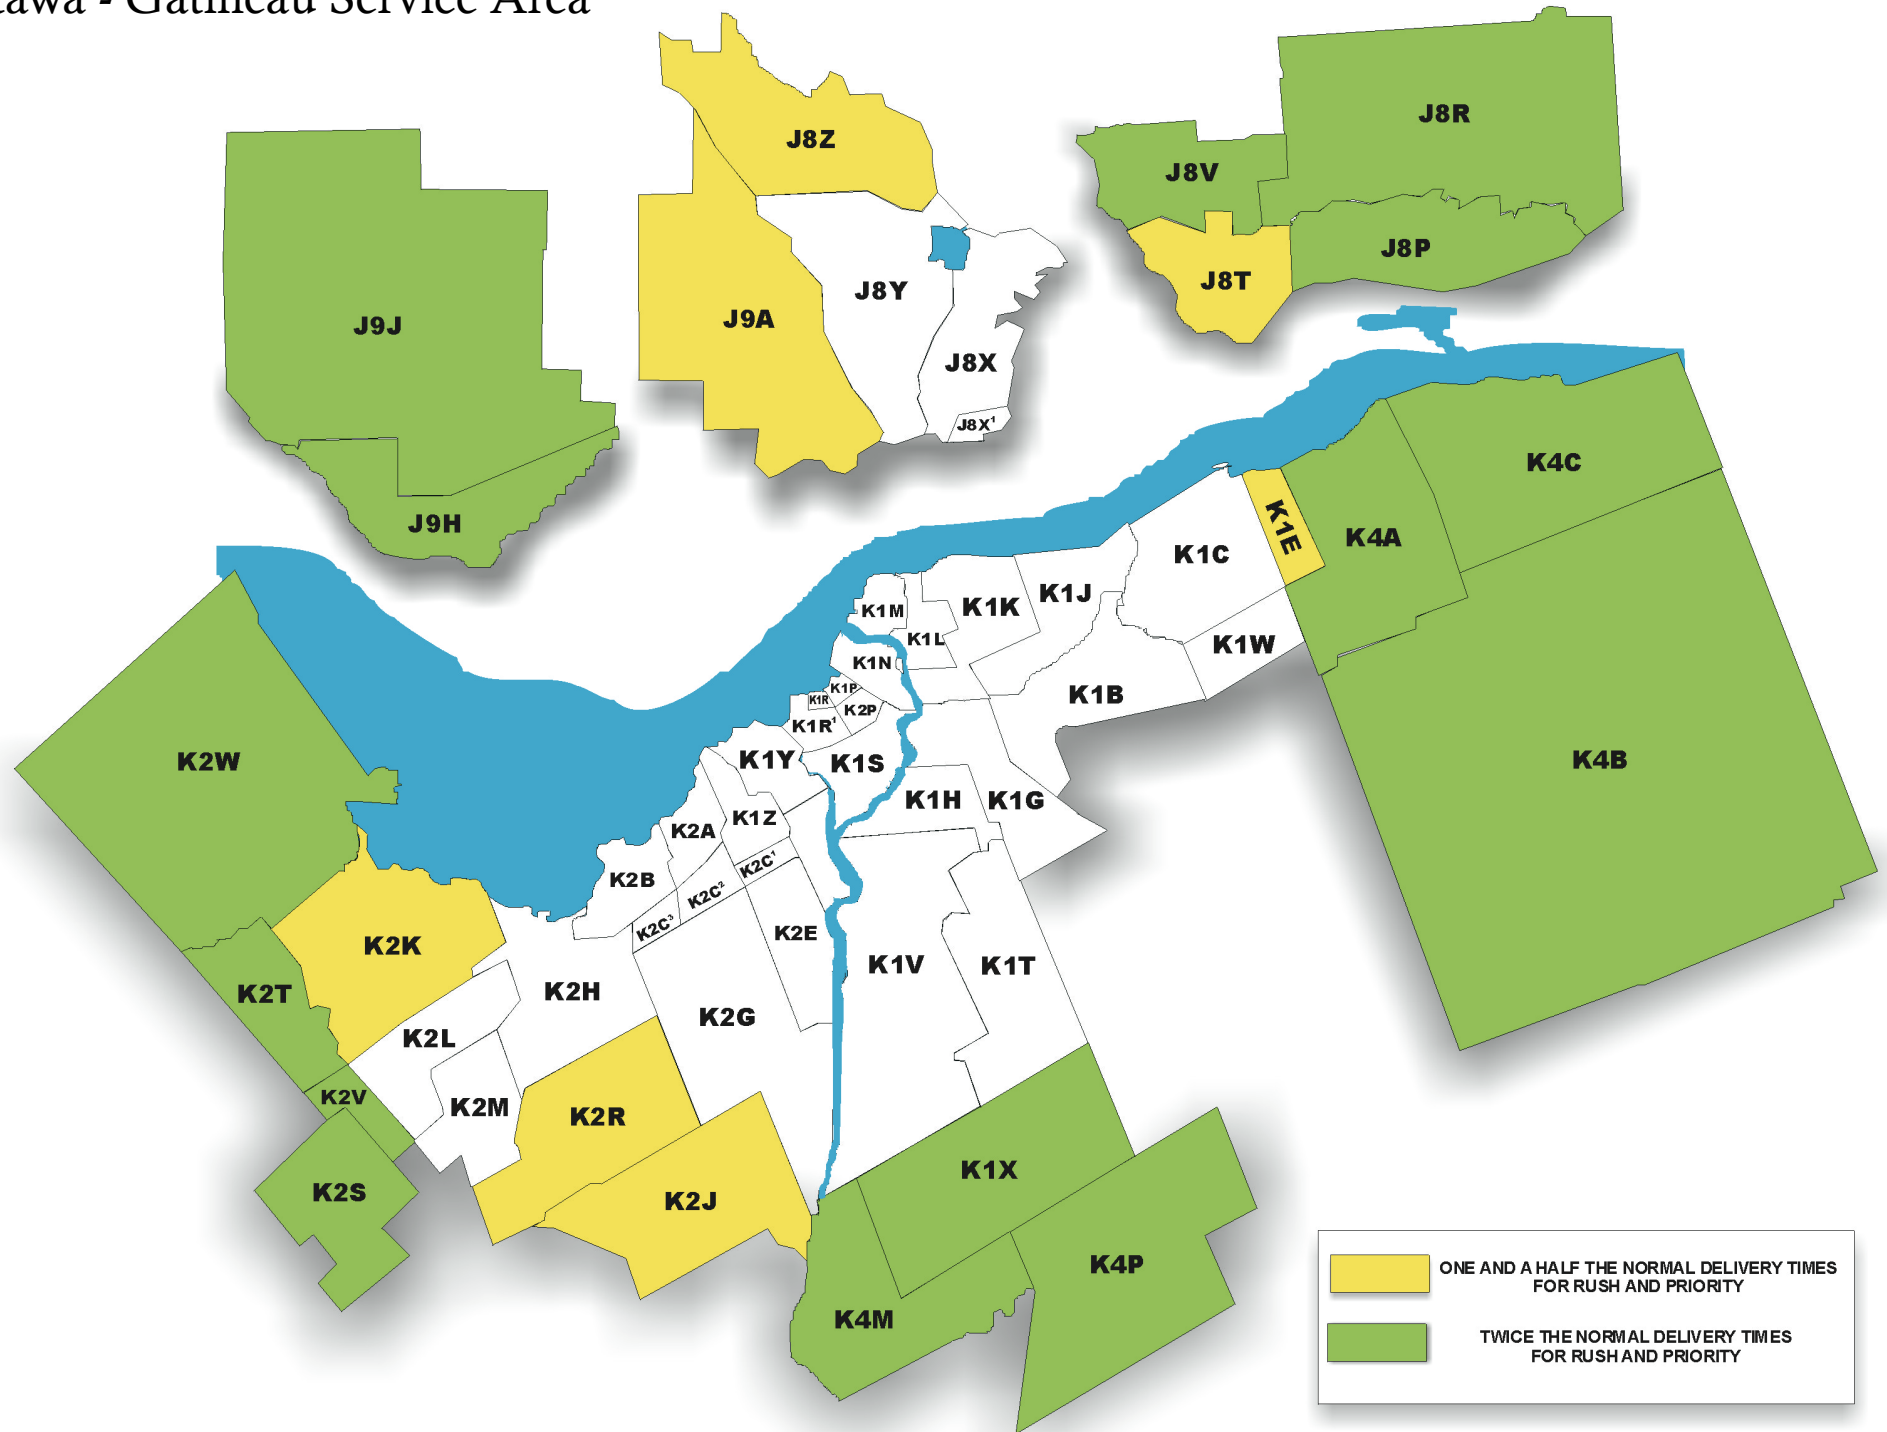 - Gatineau Service Area
J8Z
J8R
J8V
J8P
J8T
J8Y
J9A
J9J
J8X
J8X¹
J9H
K4C
K1E
K4A
K1C
K1J
K1K
K1M
K1L
K1W
K1N
K1P
K1R
K2P
K1R¹
K1B
K2W
K1Y
K1S
K4B
K1H
K1G
K1Z
K2A
K2C¹
K2B
K2C²
K2C³
K2E
K2K
K1V
K1T
K2T
K2H
K2G
K2L
K2V
K2M
K2R
K1X
K2S
K2J
K4P
K4M
ONE AND A HALF THE NORMAL DELIVERY TIMES
FOR RUSH AND PRIORITY
TWICE THE NORMAL DELIVERY TIMES
FOR RUSH AND PRIORITY